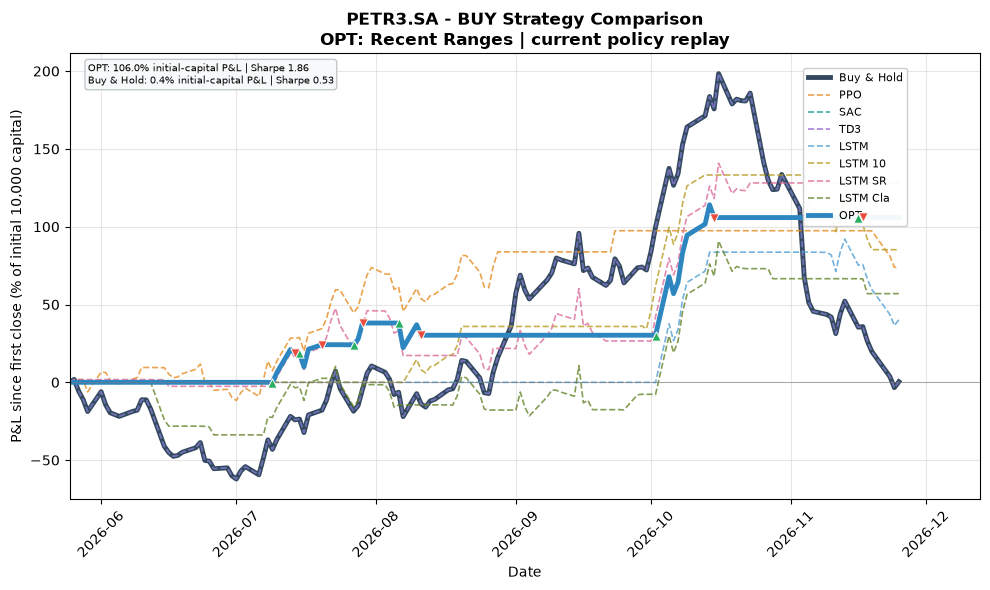 PETR3.SA - BUY Strategy Comparison
OPT: Recent Ranges | current policy replay
OPT: 106.0% initial-capital P&L | Sharpe 1.86
Buy & Hold: 0.4% initial-capital P&L | Sharpe 0.53
Buy & Hold
PPO
SAC
TD3
LSTM
LSTM 10
LSTM SR
LSTM Cla
OPT
P&L since first close (% of initial 10,000 capital)
200
150
100
50
0
−50
2026-06
2026-07
2026-08
2026-09
2026-10
2026-11
2026-12
Date